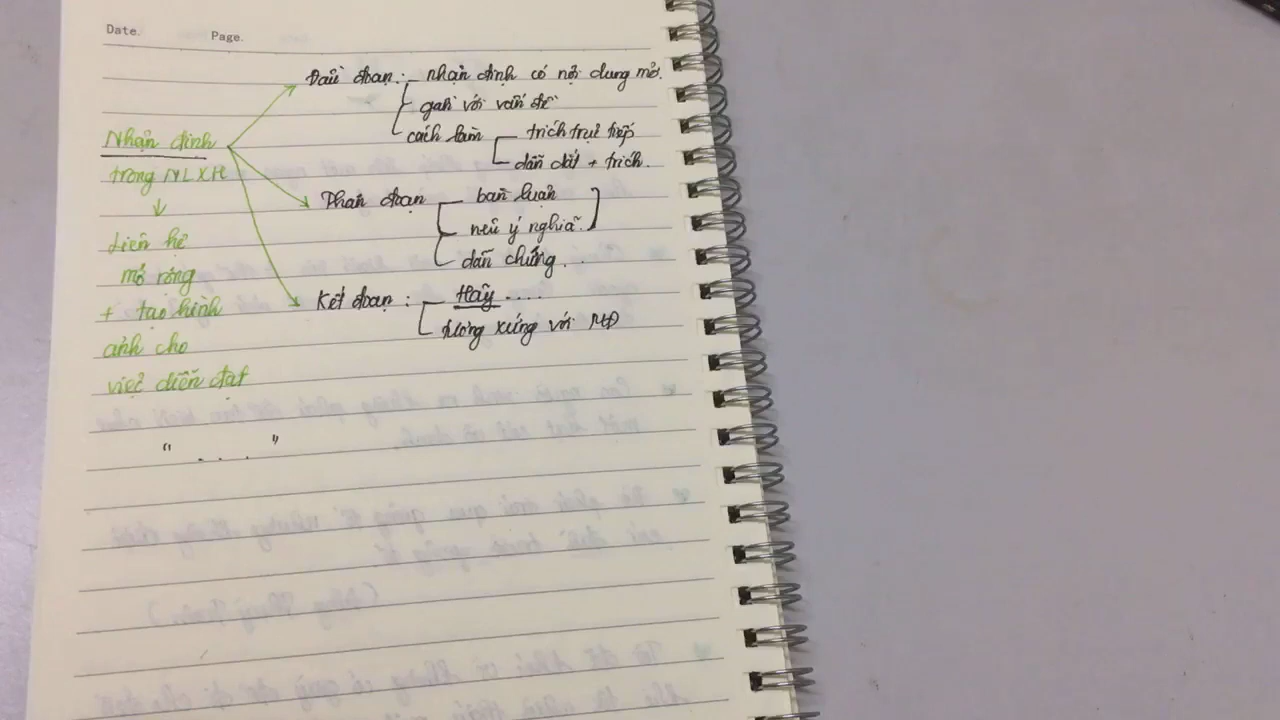 Date. Page.
Đầu đoạn: nhận định có nội dung mở.
gắn với vấn đề
cách làm
trích trực tiếp
dẫn dắt + trích.
Nhận định
trong NLXH
liên hệ
mở rộng
+ tạo hình
ảnh cho
việc diễn đạt
Thân đoạn
bàn luận
nêu ý nghĩa.
dẫn chứng...
Kết đoạn:
Hãy ....
tương xứng với MĐ
" . . . "